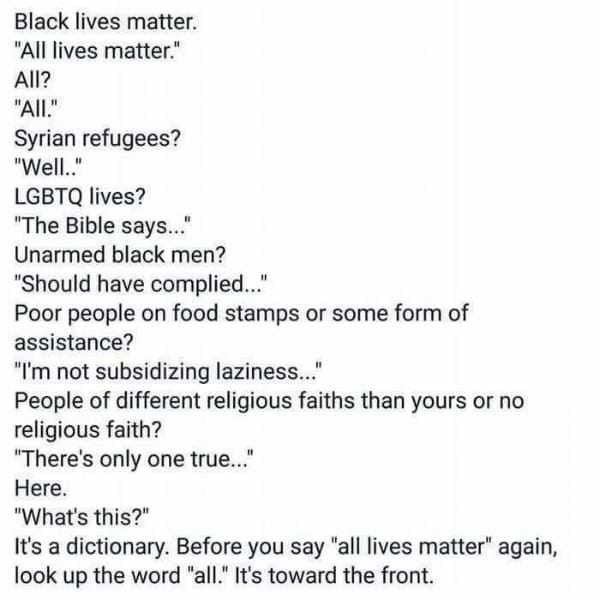 Black lives matter.
"All lives matter."
All?
"All."
Syrian refugees?
"Well.."
LGBTQ lives?
"The Bible says..."
Unarmed black men?
"Should have complied..."
Poor people on food stamps or some form of
assistance?
"I'm not subsidizing laziness..."
People of different religious faiths than yours or no
religious faith?
"There's only one true..."
Here.
"What's this?"
It's a dictionary. Before you say "all lives matter" again,
look up the word "all." It's toward the front.